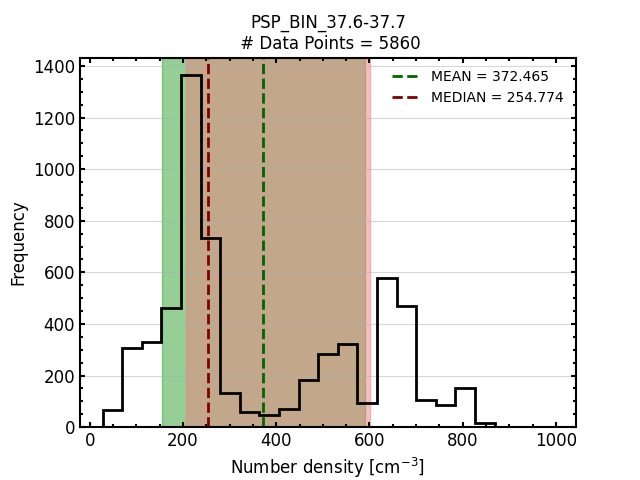 PSP_BIN_37.6-37.7
# Data Points = 5860
MEAN = 372.465
MEDIAN = 254.774
Frequency
1400
1200
1000
800
600
400
200
0
0 200 400 600 800 1000
Number density [cm⁻³]